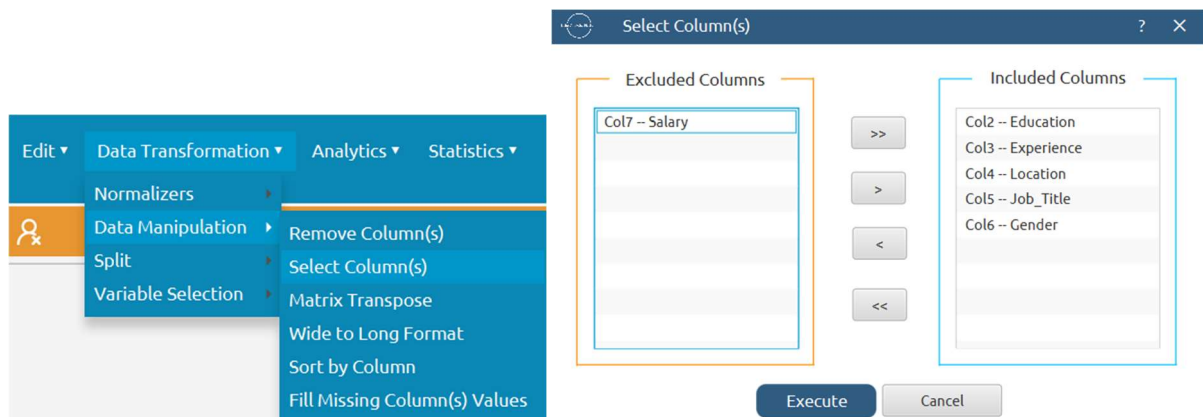 Edit ▾ Data Transformation ▾ Analytics ▾ Statistics ▾
Normalizers
Data Manipulation
Split
Variable Selection
Remove Column(s)
Select Column(s)
Matrix Transpose
Wide to Long Format
Sort by Column
Fill Missing Column(s) Values
Select Column(s) ? ✕
Excluded Columns
Col7 -- Salary
>>
>
<
<<
Included Columns
Col2 -- Education
Col3 -- Experience
Col4 -- Location
Col5 -- Job_Title
Col6 -- Gender
Execute Cancel